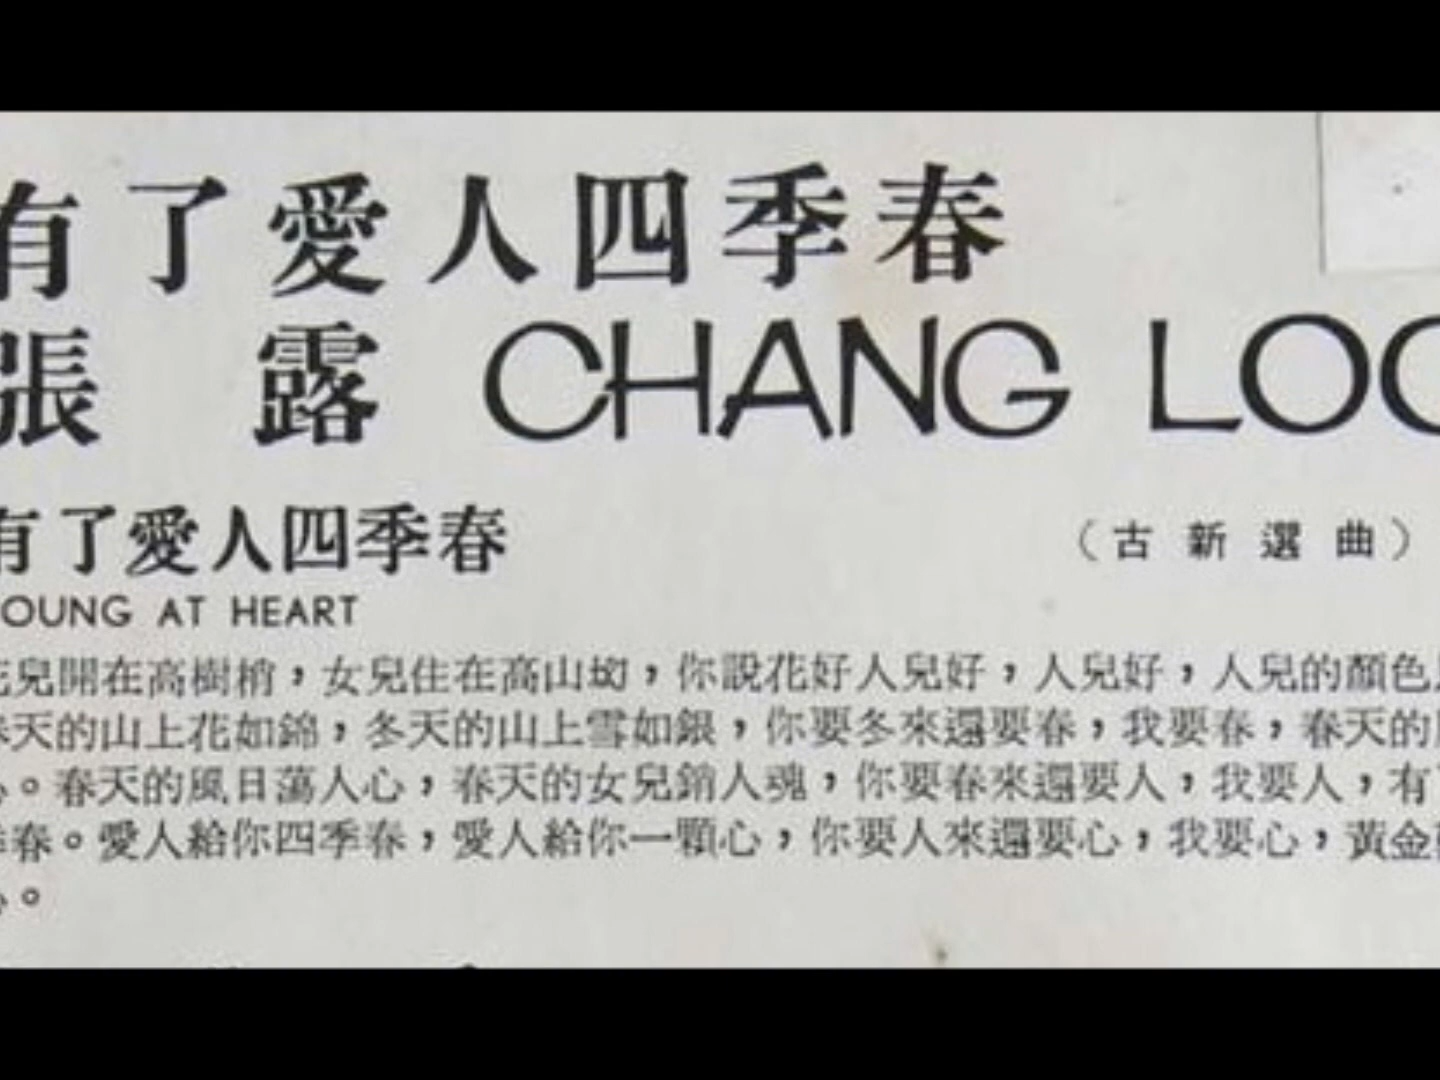 有了愛人四季春
張 露 CHANG LOO
有了愛人四季春 (古新選曲)
OUNG AT HEART
花兒開在高樹梢，女兒住在高山坳，你說花好人兒好，人兒好，人兒的顏色
春天的山上花如錦，冬天的山上雪如銀，你要冬來還要春，我要春，春天的
心。春天的風日蕩人心，春天的女兒銷人魂，你要春來還要人，我要人，有
季春。愛人給你四季春，愛人給你一顆心，你要人來還要心，我要心，黃金
心。